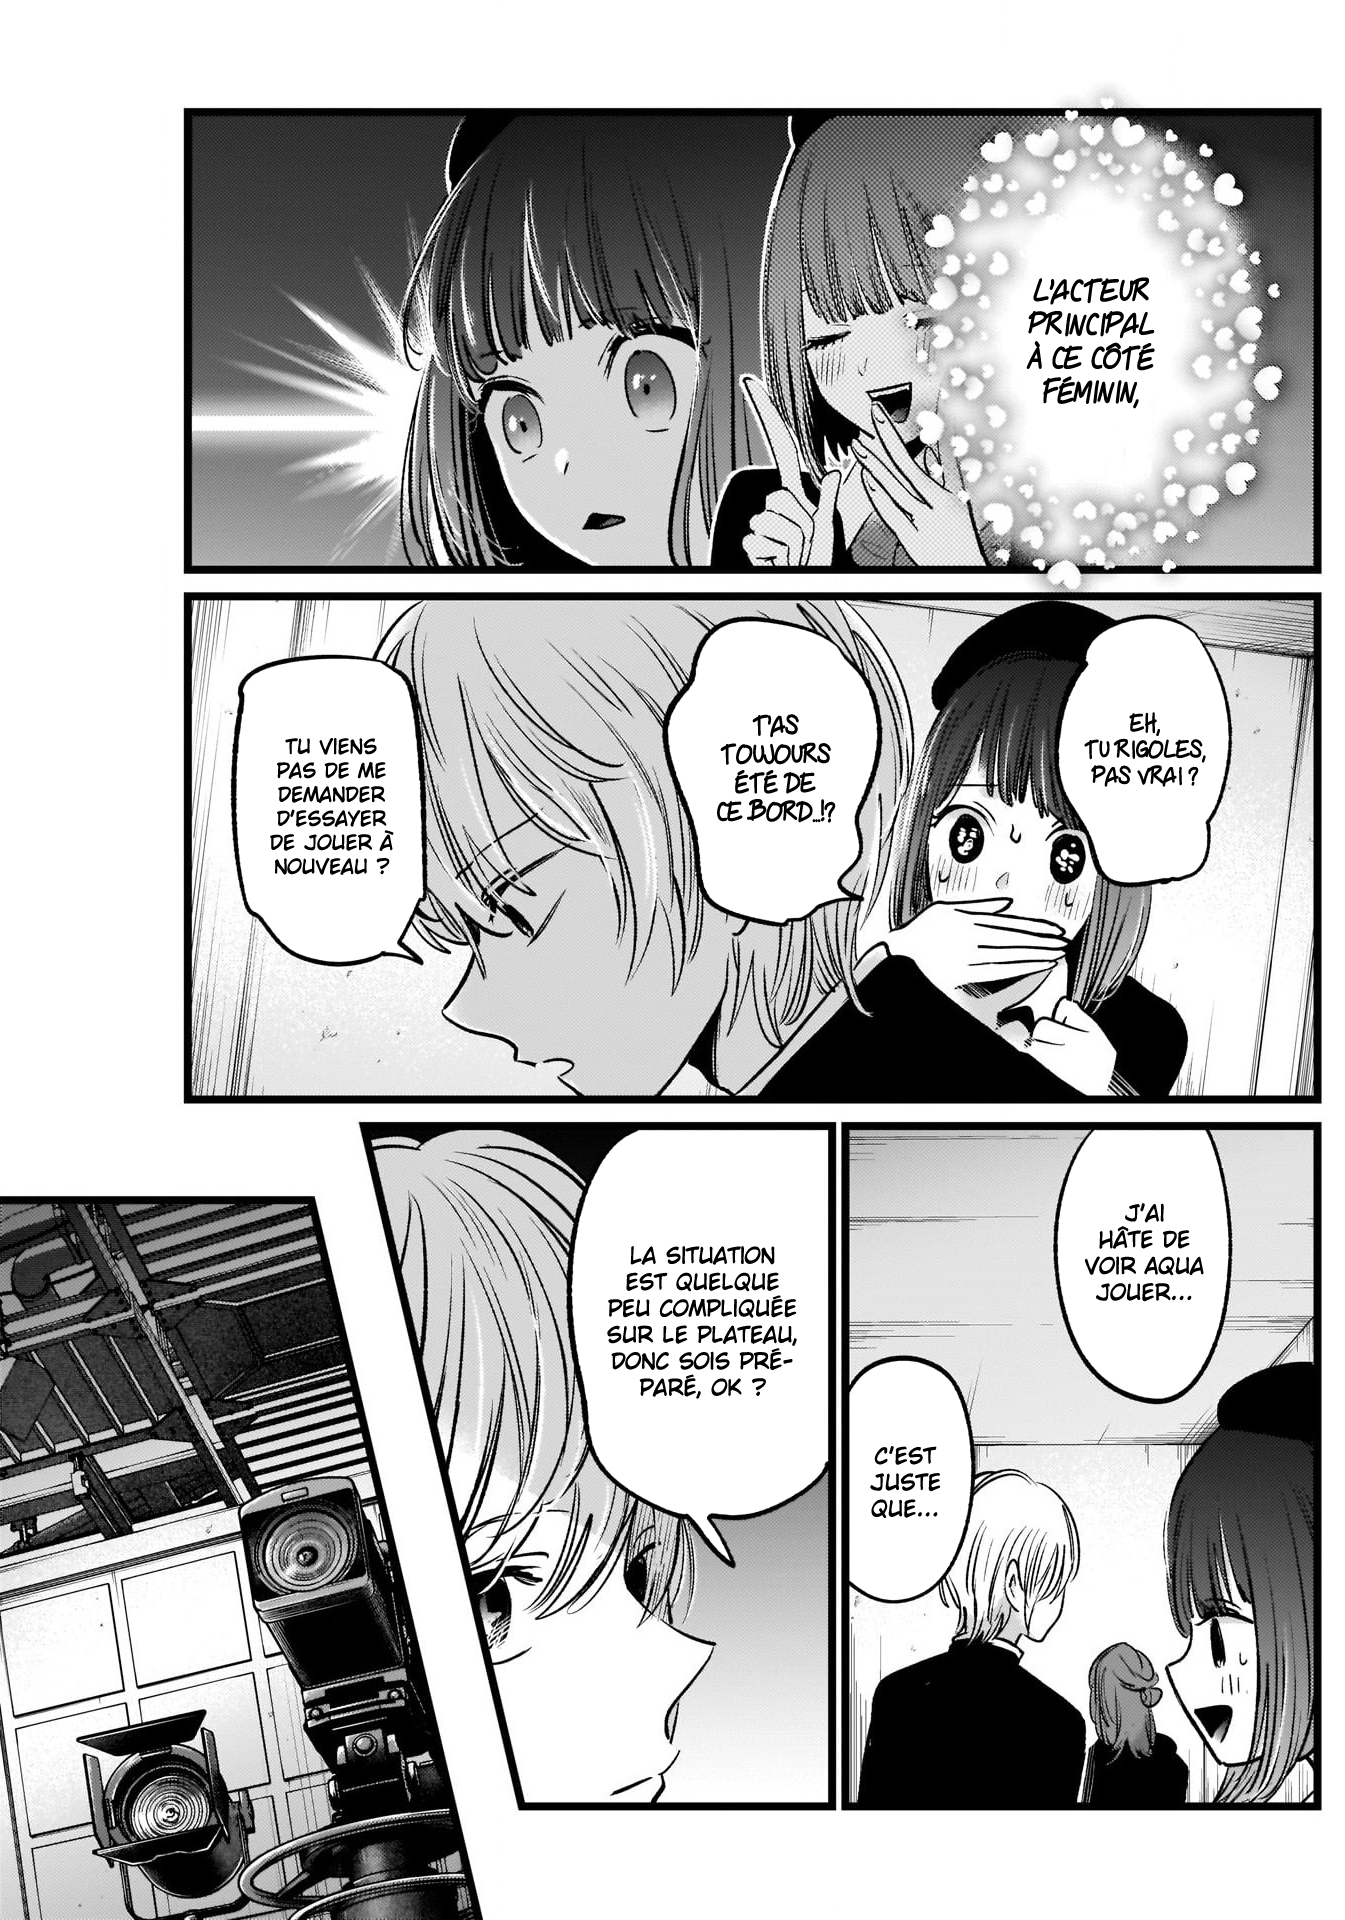 L'ACTEUR
PRINCIPAL
À CE CÔTÉ
FÉMININ,
EH,
TU RIGOLES,
PAS VRAI ?
T'AS
TOUJOURS
ÉTÉ DE
CE BORD...!?
TU VIENS
PAS DE ME
DEMANDER
D'ESSAYER
DE JOUER À
NOUVEAU ?
J'AI
HÂTE DE
VOIR AQUA
JOUER...
C'EST
JUSTE
QUE...
LA SITUATION
EST QUELQUE
PEU COMPLIQUÉE
SUR LE PLATEAU,
DONC SOIS PRÉ-
PARÉ, OK ?